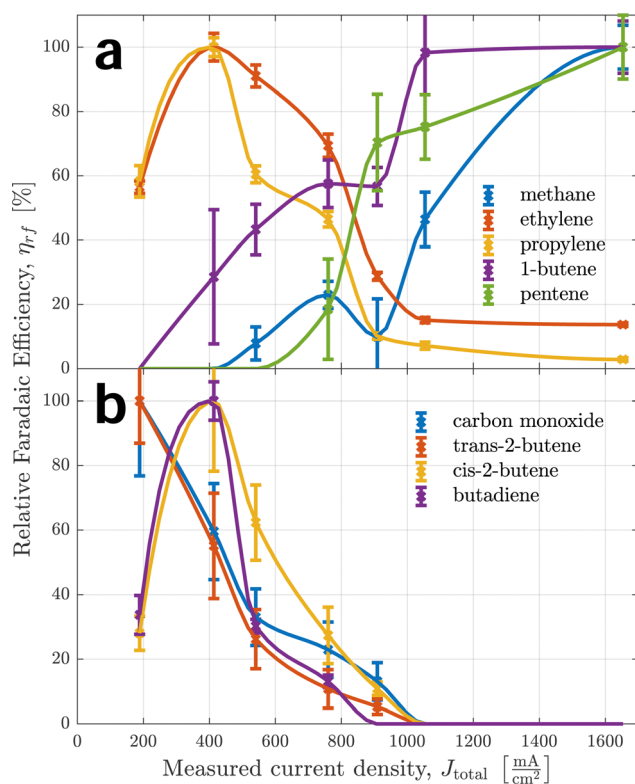 a
100
80
60
40
20
0
methane
ethylene
propylene
1-butene
pentene
Relative Faradaic Efficiency, η_rf [%]
b
100
80
60
40
20
0
carbon monoxide
trans-2-butene
cis-2-butene
butadiene
0 200 400 600 800 1000 1200 1400 1600
Measured current density, J_total [mA/cm²]